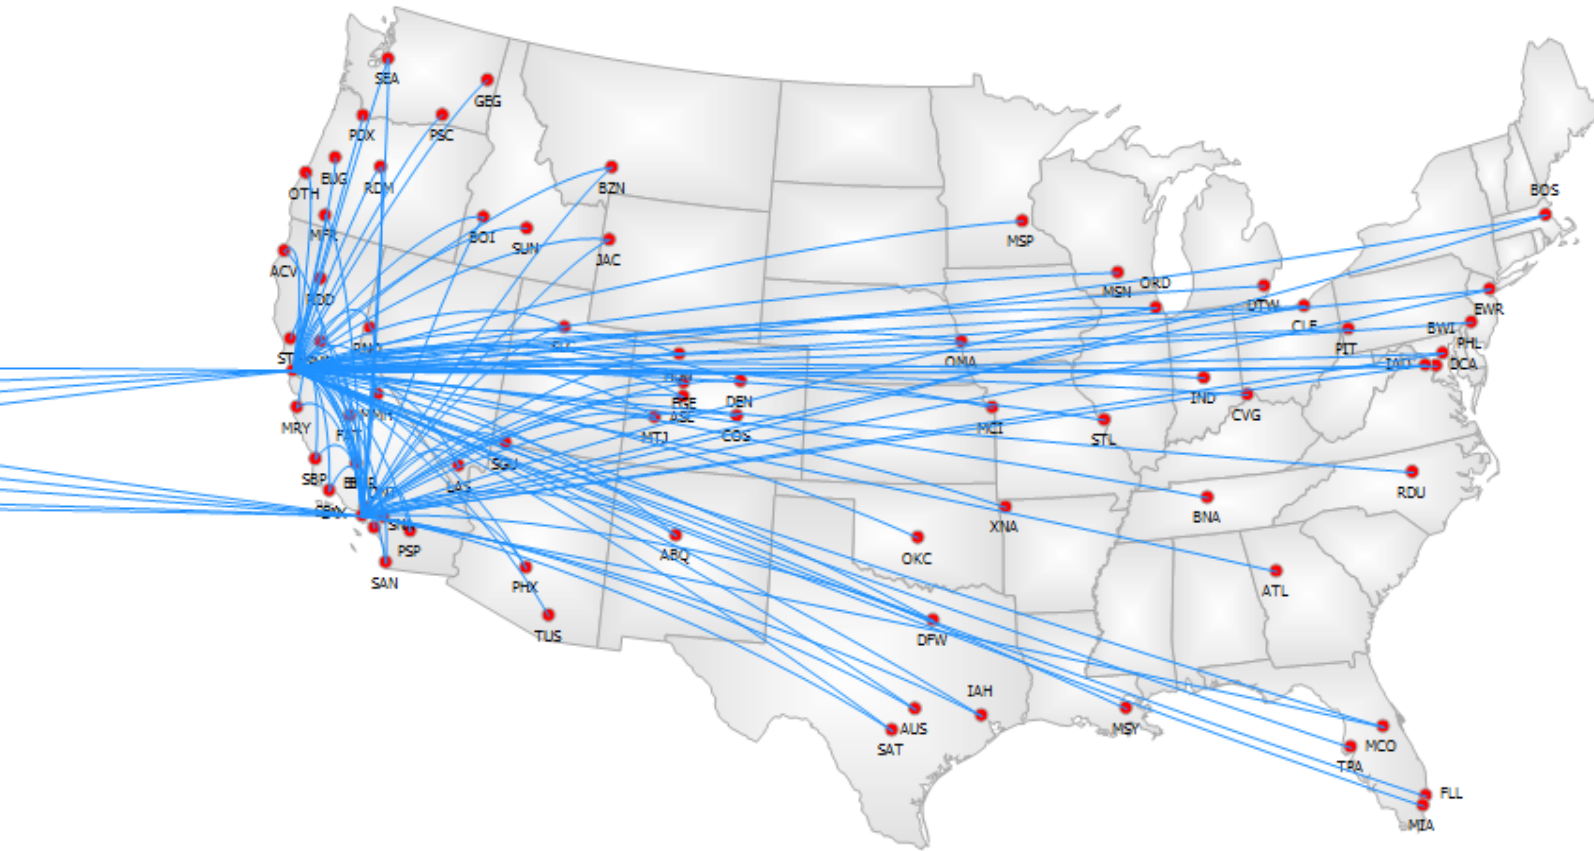 SEA
GEG
PDX
PSC
EUG
OTH
RDM
BZN
BOS
MFR
BOI
SUN
MSP
JAC
ACV
MSN
ORD
RDD
DTW
EWR
CLE
BWI
PIT
PHL
RNO
OMA
IAD
DCA
MMH
EGE
DEN
IND
ASE
CVG
MRY
FAT
MTJ
COS
MCI
STL
SGU
SBP
LAS
RDU
BNA
XNA
PSP
ABQ
OKC
SAN
PHX
ATL
TUS
DFW
IAH
AUS
MSY
SAT
MCO
TPA
FLL
MIA